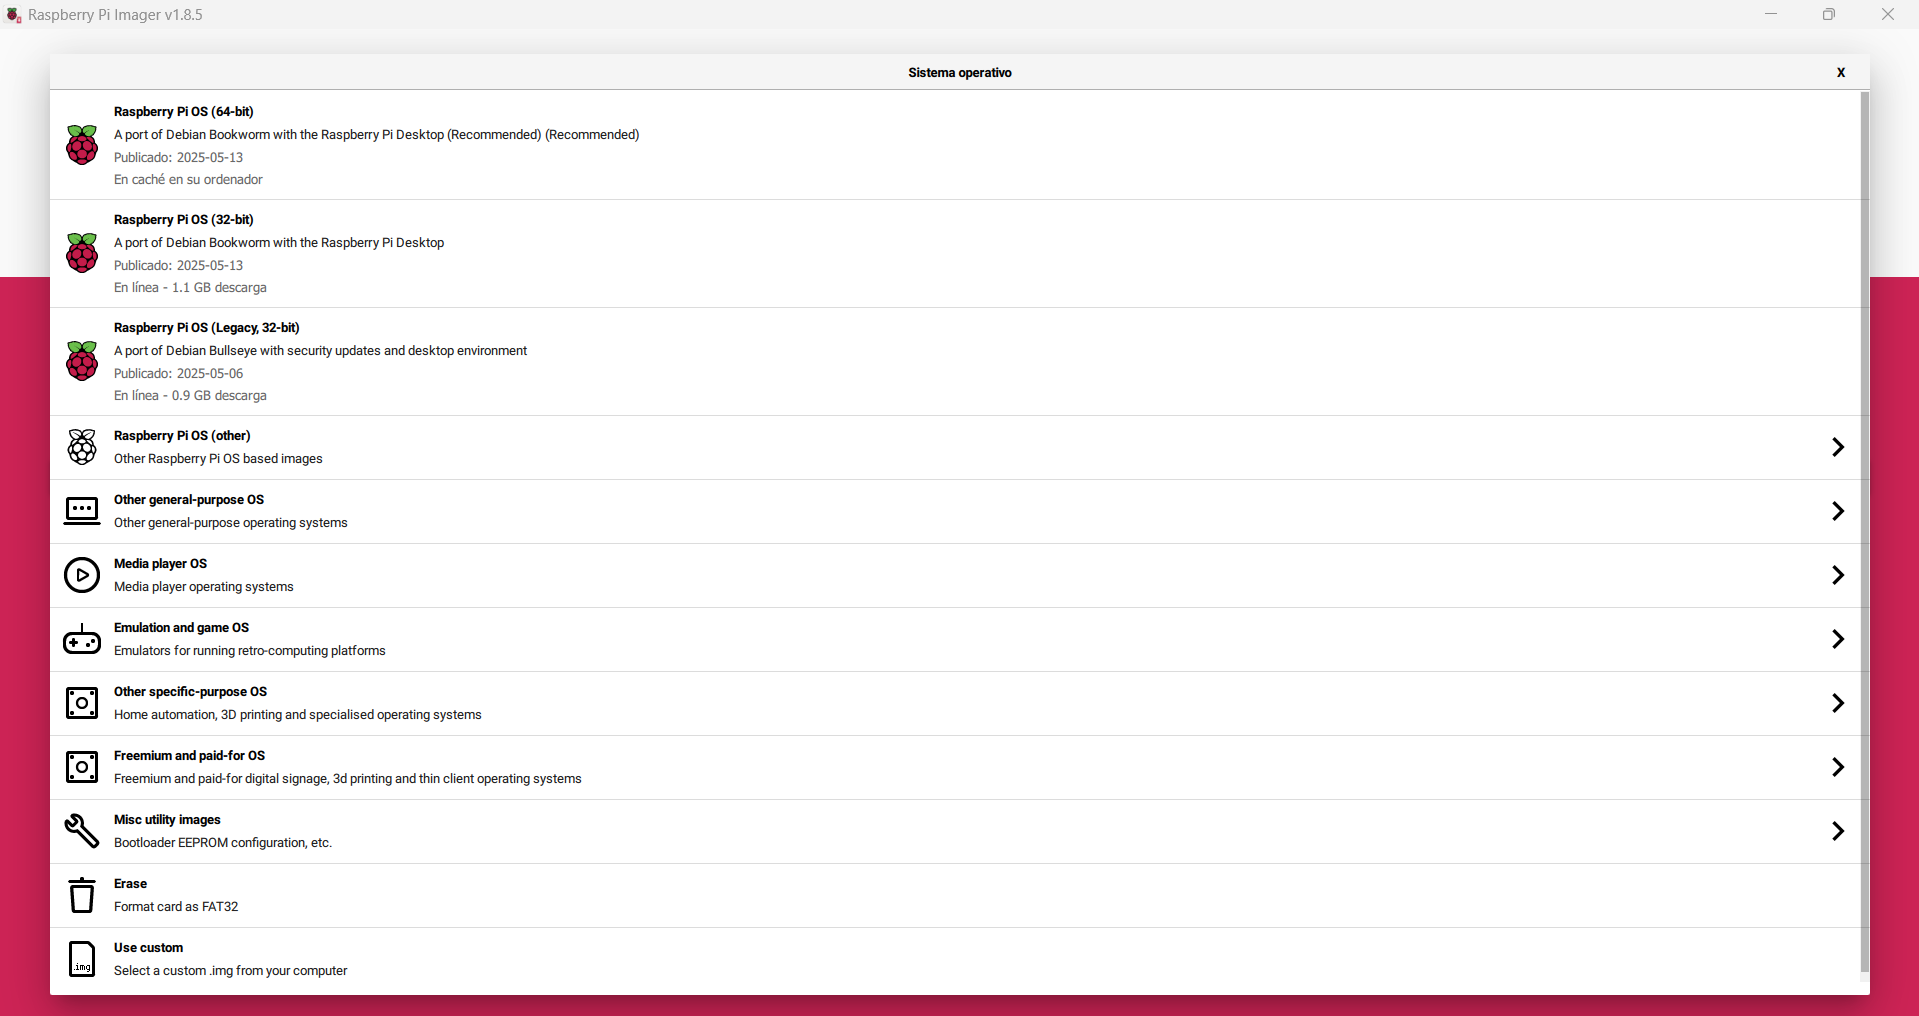 Raspberry Pi Imager v1.8.5
Sistema operativo
X
Raspberry Pi OS (64-bit)
A port of Debian Bookworm with the Raspberry Pi Desktop (Recommended) (Recommended)
Publicado: 2025-05-13
En caché en su ordenador
Raspberry Pi OS (32-bit)
A port of Debian Bookworm with the Raspberry Pi Desktop
Publicado: 2025-05-13
En línea - 1.1 GB descarga
Raspberry Pi OS (Legacy, 32-bit)
A port of Debian Bullseye with security updates and desktop environment
Publicado: 2025-05-06
En línea - 0.9 GB descarga
Raspberry Pi OS (other)
Other Raspberry Pi OS based images
Other general-purpose OS
Other general-purpose operating systems
Media player OS
Media player operating systems
Emulation and game OS
Emulators for running retro-computing platforms
Other specific-purpose OS
Home automation, 3D printing and specialised operating systems
Freemium and paid-for OS
Freemium and paid-for digital signage, 3d printing and thin client operating systems
Misc utility images
Bootloader EEPROM configuration, etc.
Erase
Format card as FAT32
Use custom
.img
Select a custom .img from your computer